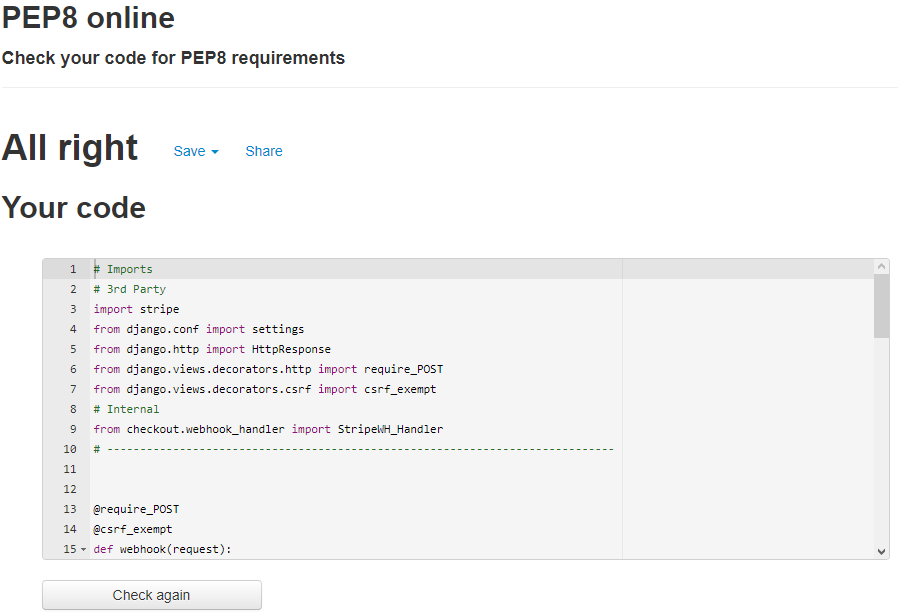 PEP8 online
Check your code for PEP8 requirements
All right Save Share
Your code
1 # Imports
2 # 3rd Party
3 import stripe
4 from django.conf import settings
5 from django.http import HttpResponse
6 from django.views.decorators.http import require_POST
7 from django.views.decorators.csrf import csrf_exempt
8 # Internal
9 from checkout.webhook_handler import StripeWH_Handler
10 # -----------------------------------------------------------------------------
11
12
13 @require_POST
14 @csrf_exempt
15 def webhook(request):
Check again